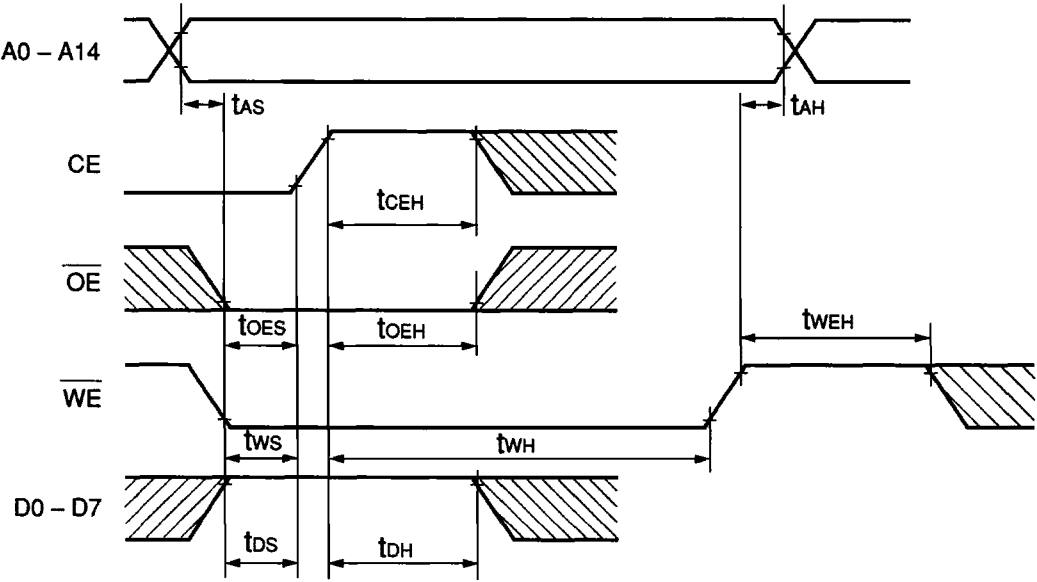 A0 – A14
tAS
tAH
CE
tCEH
OE
tOES
tOEH
tWEH
WE
tWS
tWH
D0 – D7
tDS
tDH